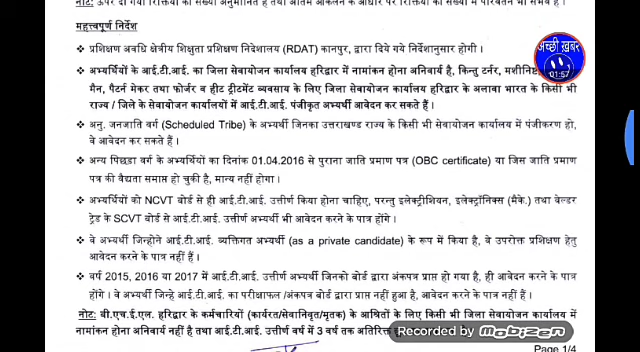 नोट: ऊपर दी गयी रिक्तियों की संख्या अनुमानित है तथा अंतिम आकलन के आधार पर रिक्तियों की संख्या में परिवर्तन भी संभव है।
महत्त्वपूर्ण निर्देश
➤ प्रशिक्षण अवधि क्षेत्रीय शिक्षुता प्रशिक्षण निदेशालय (RDAT) कानपुर, द्वारा दिये गये निर्देशानुसार होगी ।
➤ अभ्यर्थियों के आई.टी.आई. का जिला सेवायोजन कार्यालय हरिद्वार में नामांकन होना अनिवार्य है, किन्तु टर्नर, मशीनिष्ट
मैन, पैटर्न मेकर तथा फोर्जर व हीट ट्रीटमेंट व्यवसाय के लिए जिला सेवायोजन कार्यालय हरिद्वार के अलावा भारत के किसी भी
राज्य / जिले के सेवायोजन कार्यालयों में आई.टी.आई. पंजीकृत अभ्यर्थी आवेदन कर सकते हैं ।
➤ अनु. जनजाति वर्ग (Scheduled Tribe) के अभ्यर्थी जिनका उत्तराखण्ड राज्य के किसी भी सेवायोजन कार्यालय में पंजीकरण हो,
वे आवेदन कर सकते हैं ।
➤ अन्य पिछड़ा वर्ग के अभ्यर्थियों का दिनांक 01.04.2016 से पुराना जाति प्रमाण पत्र (OBC certificate) या जिस जाति प्रमाण
पत्र की वैद्यता समाप्त हो चुकी है, मान्य नहीं होगा ।
➤ अभ्यर्थियों को NCVT बोर्ड से ही आई.टी.आई. उत्तीर्ण किया होना चाहिए, परन्तु इलेक्ट्रीशियन, इलेक्ट्रॉनिक्स (मैके.) तथा वेल्डर
ट्रेड के SCVT बोर्ड से आई.टी.आई. उत्तीर्ण अभ्यर्थी भी आवेदन करने के पात्र होंगे ।
➤ वे अभ्यर्थी जिन्होने आई.टी.आई. व्यक्तिगत अभ्यर्थी (as a private candidate) के रूप में किया है, वे उपरोक्त प्रशिक्षण हेतु
आवेदन करने के पात्र नहीं हैं ।
➤ वर्ष 2015, 2016 या 2017 में आई.टी.आई. उत्तीर्ण अभ्यर्थी जिनको बोर्ड द्वारा अंकपत्र प्राप्त हो गया है, ही आवेदन करने के पात्र
होंगे । वे अभ्यर्थी जिन्हे आई.टी.आई. का परीक्षाफल /अंकपत्र बोर्ड द्वारा प्राप्त नहीं हुआ है, आवेदन करने के पात्र नहीं हैं ।
नोट: बी.एच.ई.एल. हरिद्वार के कर्मचारियों (कार्यरत/सेवानिवृत/मृतक) के आश्रितों के लिए किसी भी जिला सेवायोजन कार्यालय में
नामांकन होना अनिवार्य नहीं है तथा आई.टी.आई. उत्तीर्ण वर्ष में 3 वर्ष तक अतिरिक्त
Page 1/4
अच्छी ख़बर
01:57
Recorded by Mobizen